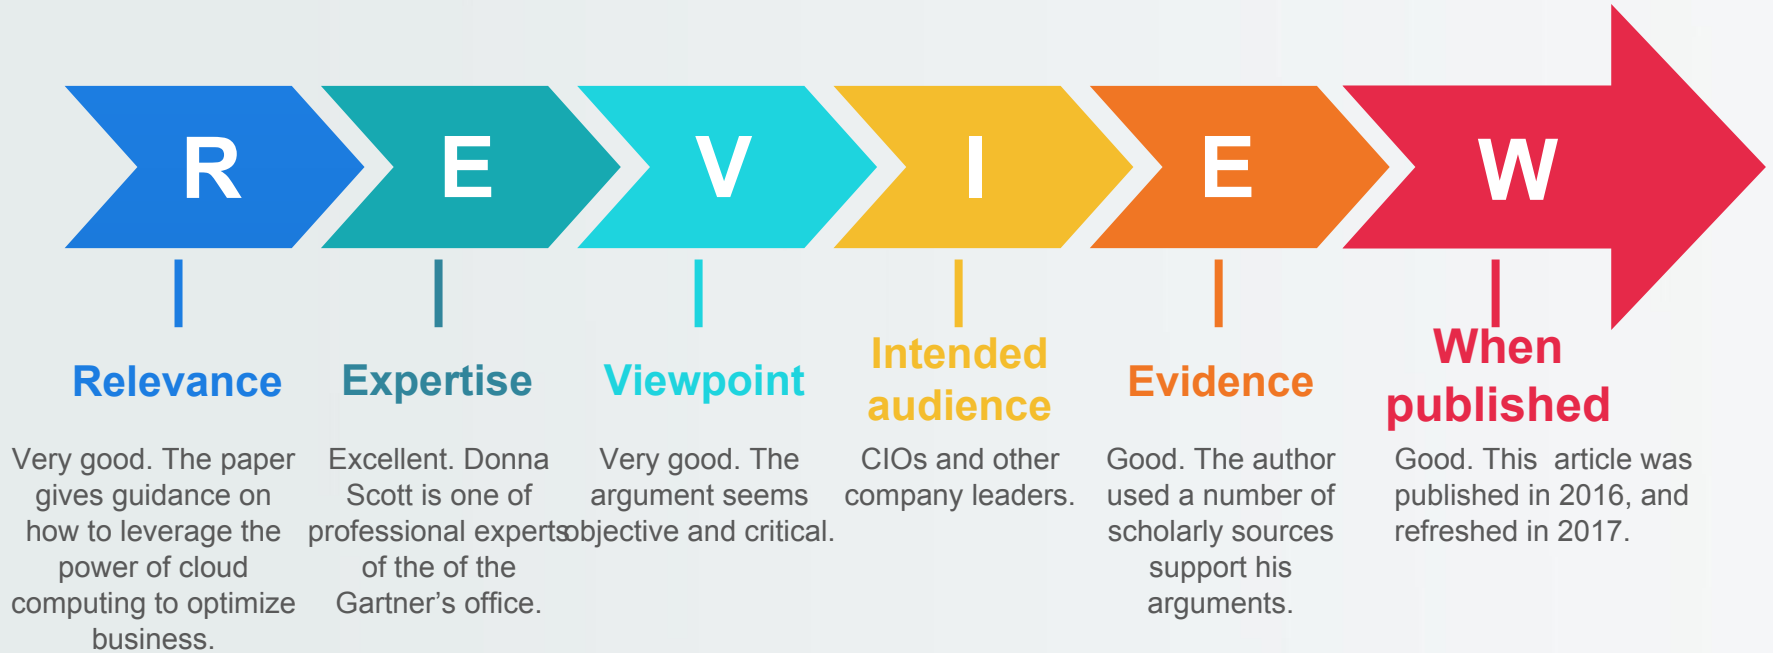 R
E
V
I
E
W
Relevance
Very good. The paper
gives guidance on
how to leverage the
power of cloud
computing to optimize
business.
Expertise
Excellent. Donna
Scott is one of
professional experts
of the of the
Gartner’s office.
Viewpoint
Very good. The
argument seems
objective and critical.
Intended
audience
CIOs and other
company leaders.
Evidence
Good. The author
used a number of
scholarly sources
support his
arguments.
When
published
Good. This  article was
published in 2016, and
refreshed in 2017.